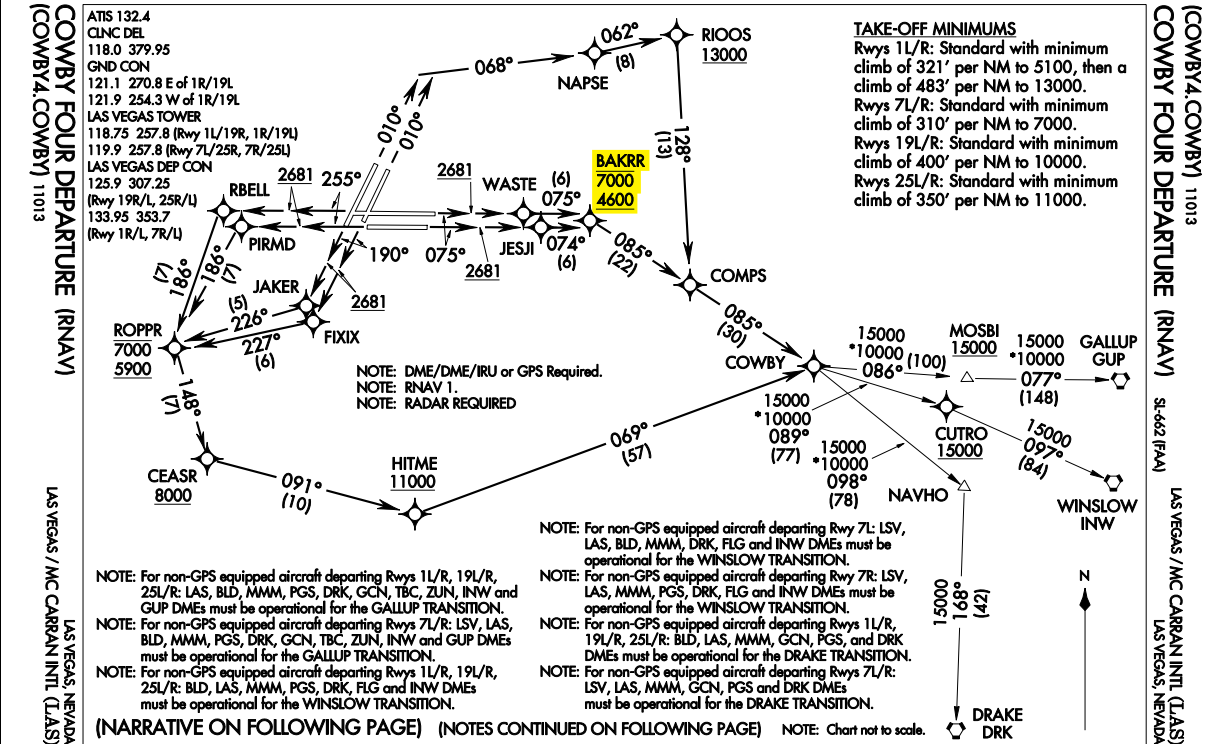 COWBY FOUR DEPARTURE (RNAV)
(COWBY4.COWBY) 11013
LAS VEGAS / MC CARRAN INTL (LAS)
LAS VEGAS, NEVADA
ATIS 132.4
CLNC DEL
118.0 379.95
GND CON
121.1 270.8 E of 1R/19L
121.9 254.3 W of 1R/19L
LAS VEGAS TOWER
118.75 257.8 (Rwy 1L/19R, 1R/19L)
119.9 257.8 (Rwy 7L/25R, 7R/25L)
LAS VEGAS DEP CON
125.9 307.25
(Rwy 19R/L, 25R/L)
133.95 353.7
(Rwy 1R/L, 7R/L)
TAKE-OFF MINIMUMS
Rwys 1L/R: Standard with minimum
climb of 321' per NM to 5100, then a
climb of 483' per NM to 13000.
Rwys 7L/R: Standard with minimum
climb of 310' per NM to 7000.
Rwys 19L/R: Standard with minimum
climb of 400' per NM to 10000.
Rwys 25L/R: Standard with minimum
climb of 350' per NM to 11000.
062°
(8)
RIOOS
13000
068°
NAPSE
010°
010°
128°
(13)
BAKRR
7000
4600
RBELL
2681
255°
2681
WASTE
(6)
075°
PIRMD
190°
075°
2681
JESJI
074°
(6)
085°
(22)
186°
(7)
186°
(7)
JAKER
2681
COMPS
(5)
226°
227°
(6)
FIXIX
ROPPR
7000
5900
085°
(30)
COWBY
NOTE: DME/DME/IRU or GPS Required.
NOTE: RNAV 1.
NOTE: RADAR REQUIRED
15000
*10000
086°
(100)
MOSBI
15000
15000
*10000
077°
(148)
GALLUP
GUP
148°
(7)
15000
*10000
089°
(77)
CUTRO
15000
15000
097°
(84)
WINSLOW
INW
069°
(57)
15000
*10000
098°
(78)
NAVHO
CEASR
8000
091°
(10)
HITME
11000
15000
168°
(42)
DRAKE
DRK
N
NOTE: For non-GPS equipped aircraft departing Rwys 1L/R, 19L/R,
25L/R: LAS, BLD, MMM, PGS, DRK, GCN, TBC, ZUN, INW and
GUP DMEs must be operational for the GALLUP TRANSITION.
NOTE: For non-GPS equipped aircraft departing Rwys 7L/R: LSV, LAS,
BLD, MMM, PGS, DRK, GCN, TBC, ZUN, INW and GUP DMEs
must be operational for the GALLUP TRANSITION.
NOTE: For non-GPS equipped aircraft departing Rwys 1L/R, 19L/R,
25L/R: BLD, LAS, MMM, PGS, DRK, FLG and INW DMEs
must be operational for the WINSLOW TRANSITION.
NOTE: For non-GPS equipped aircraft departing Rwy 7L: LSV,
LAS, BLD, MMM, DRK, FLG and INW DMEs must be
operational for the WINSLOW TRANSITION.
NOTE: For non-GPS equipped aircraft departing Rwy 7R: LSV,
LAS, MMM, PGS, DRK, FLG and INW DMEs must be
operational for the WINSLOW TRANSITION.
NOTE: For non-GPS equipped aircraft departing Rwys 1L/R,
19L/R, 25L/R: BLD, LAS, MMM, GCN, PGS, and DRK
DMEs must be operational for the DRAKE TRANSITION.
NOTE: For non-GPS equipped aircraft departing Rwys 7L/R:
LSV, LAS, MMM, GCN, PGS and DRK DMEs
must be operational for the DRAKE TRANSITION.
(NARRATIVE ON FOLLOWING PAGE) (NOTES CONTINUED ON FOLLOWING PAGE) NOTE: Chart not to scale.
(COWBY4.COWBY) 11013
COWBY FOUR DEPARTURE (RNAV)
SL-662 (FAA)
LAS VEGAS / MC CARRAN INTL (LAS)
LAS VEGAS, NEVADA